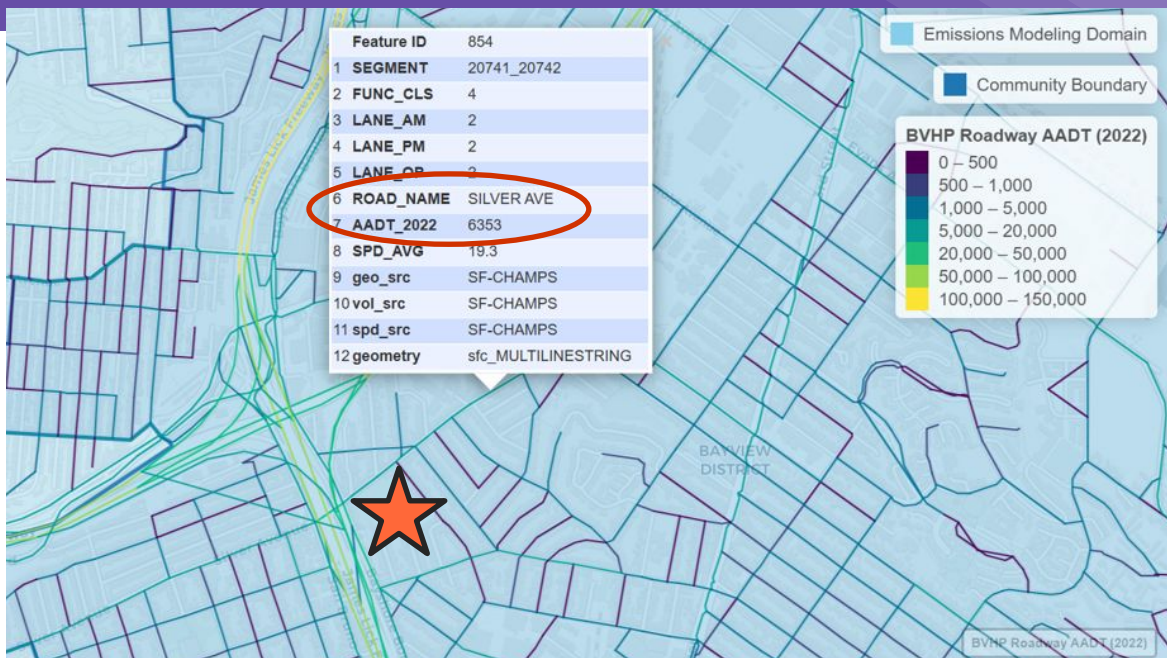 Feature ID 854
1 SEGMENT 20741_20742
2 FUNC_CLS 4
3 LANE_AM 2
4 LANE_PM 2
5 LANE_OP 2
6 ROAD_NAME SILVER AVE
7 AADT_2022 6353
8 SPD_AVG 19.3
9 geo_src SF-CHAMPS
10 vol_src SF-CHAMPS
11 spd_src SF-CHAMPS
12 geometry sfc_MULTILINESTRING
Emissions Modeling Domain
Community Boundary
BVHP Roadway AADT (2022)
0 – 500
500 – 1,000
1,000 – 5,000
5,000 – 20,000
20,000 – 50,000
50,000 – 100,000
100,000 – 150,000
James Lick Freeway
BAYVIEW
DISTRICT
BVHP Roadway AADT (2022)